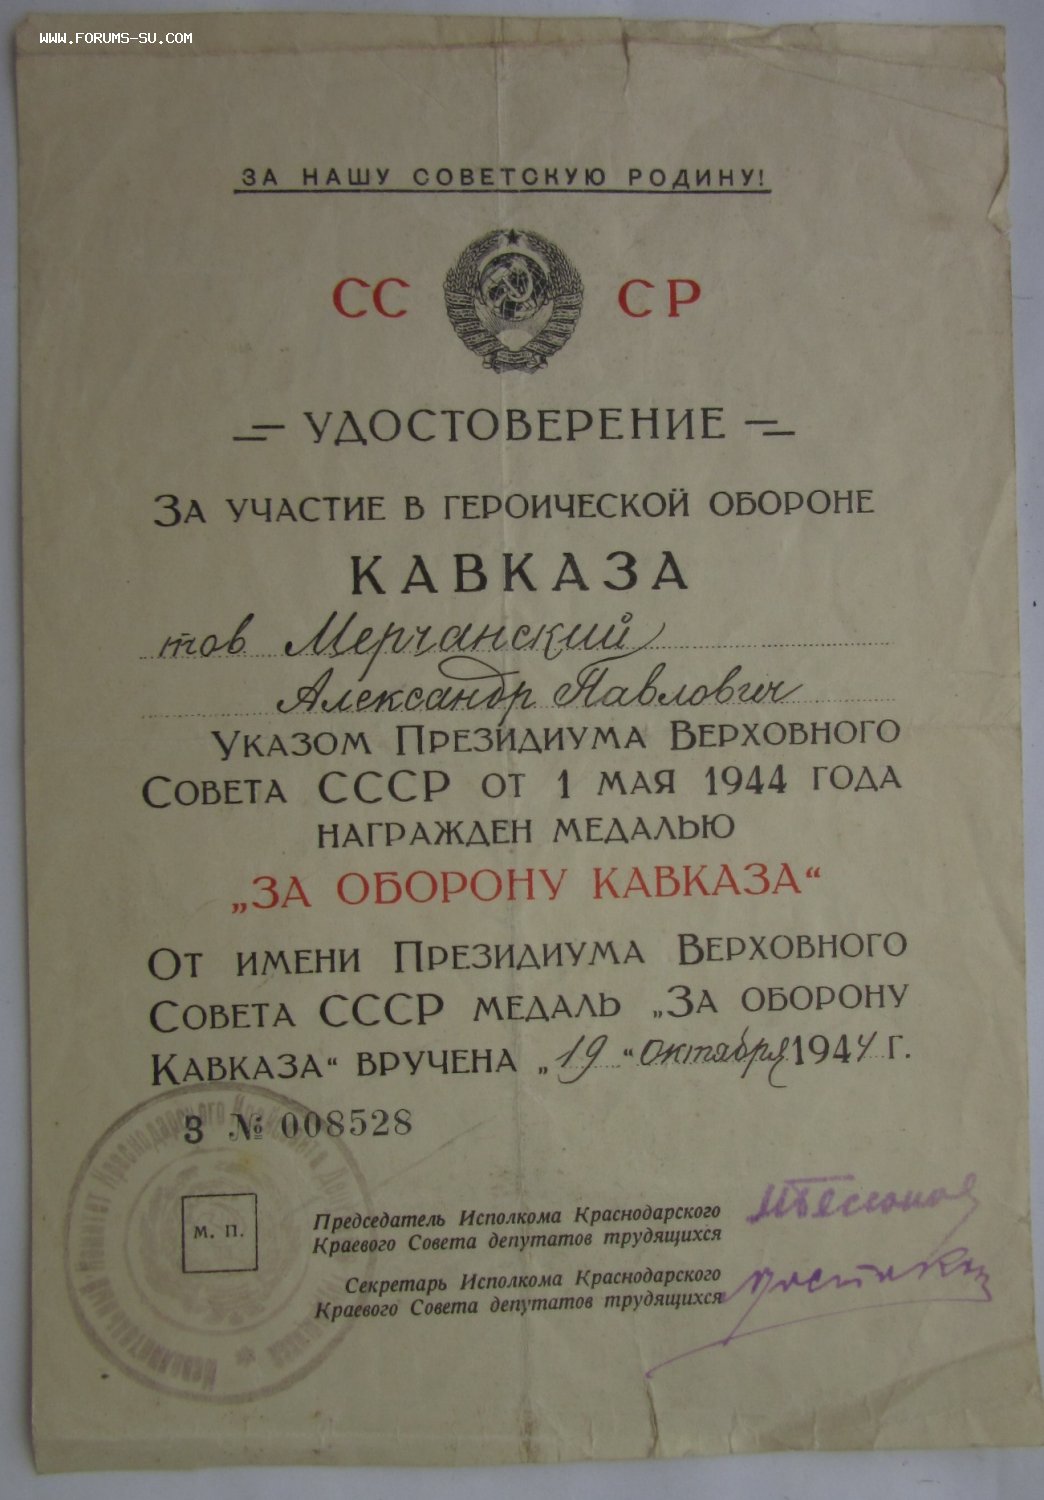 WWW.FORUMS-SU.COM
ЗА НАШУ СОВЕТСКУЮ РОДИНУ!
СС СР
УДОСТОВЕРЕНИЕ
ЗА УЧАСТИЕ В ГЕРОИЧЕСКОЙ ОБОРОНЕ
КАВКАЗА
тов Мерчанский
Александр Павлович
УКАЗОМ ПРЕЗИДИУМА ВЕРХОВНОГО
СОВЕТА СССР ОТ 1 МАЯ 1944 ГОДА
НАГРАЖДЕН МЕДАЛЬЮ
„ЗА ОБОРОНУ КАВКАЗА“
ОТ ИМЕНИ ПРЕЗИДИУМА ВЕРХОВНОГО
СОВЕТА СССР МЕДАЛЬ „ЗА ОБОРОНУ
КАВКАЗА“ ВРУЧЕНА „19“ октября 1944 Г.
З № 008528
м. п.
Председатель Исполкома Краснодарского
Краевого Совета депутатов трудящихся
Секретарь Исполкома Краснодарского
Краевого Совета депутатов трудящихся